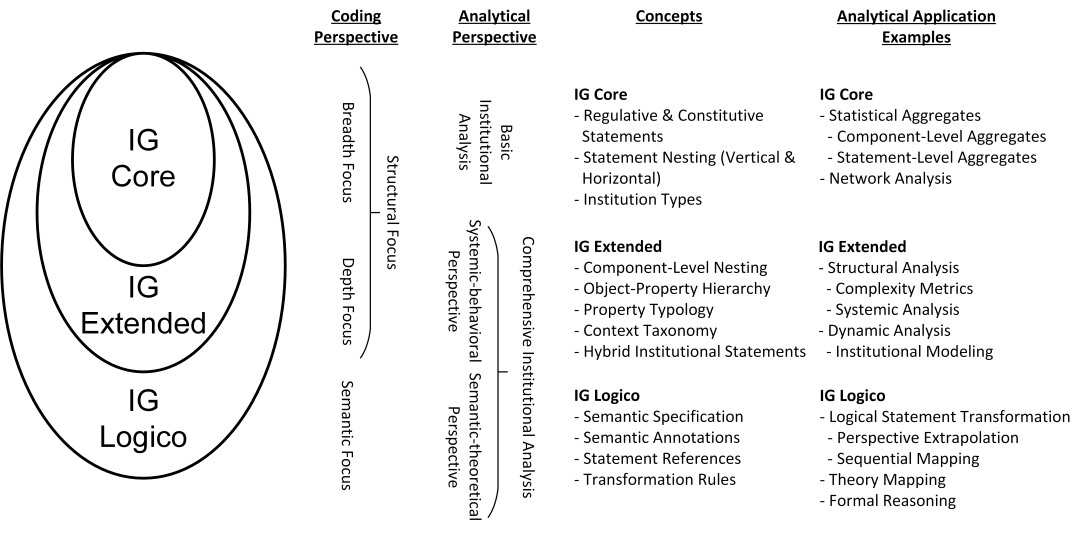 IG
Core
IG
Extended
IG
Logico
Coding
Perspective
Breadth Focus
Structural Focus
Depth Focus
Semantic Focus
Analytical
Perspective
Basic
Institutional
Analysis
Systemic-behavioral
Perspective
Comprehensive Institutional Analysis
Semantic-theoretical
Perspective
Concepts
IG Core
- Regulative & Constitutive
Statements
- Statement Nesting (Vertical &
Horizontal)
- Institution Types
IG Extended
- Component-Level Nesting
- Object-Property Hierarchy
- Property Typology
- Context Taxonomy
- Hybrid Institutional Statements
IG Logico
- Semantic Specification
- Semantic Annotations
- Statement References
- Transformation Rules
Analytical Application
Examples
IG Core
- Statistical Aggregates
- Component-Level Aggregates
- Statement-Level Aggregates
- Network Analysis
IG Extended
- Structural Analysis
- Complexity Metrics
- Systemic Analysis
- Dynamic Analysis
- Institutional Modeling
IG Logico
- Logical Statement Transformation
- Perspective Extrapolation
- Sequential Mapping
- Theory Mapping
- Formal Reasoning